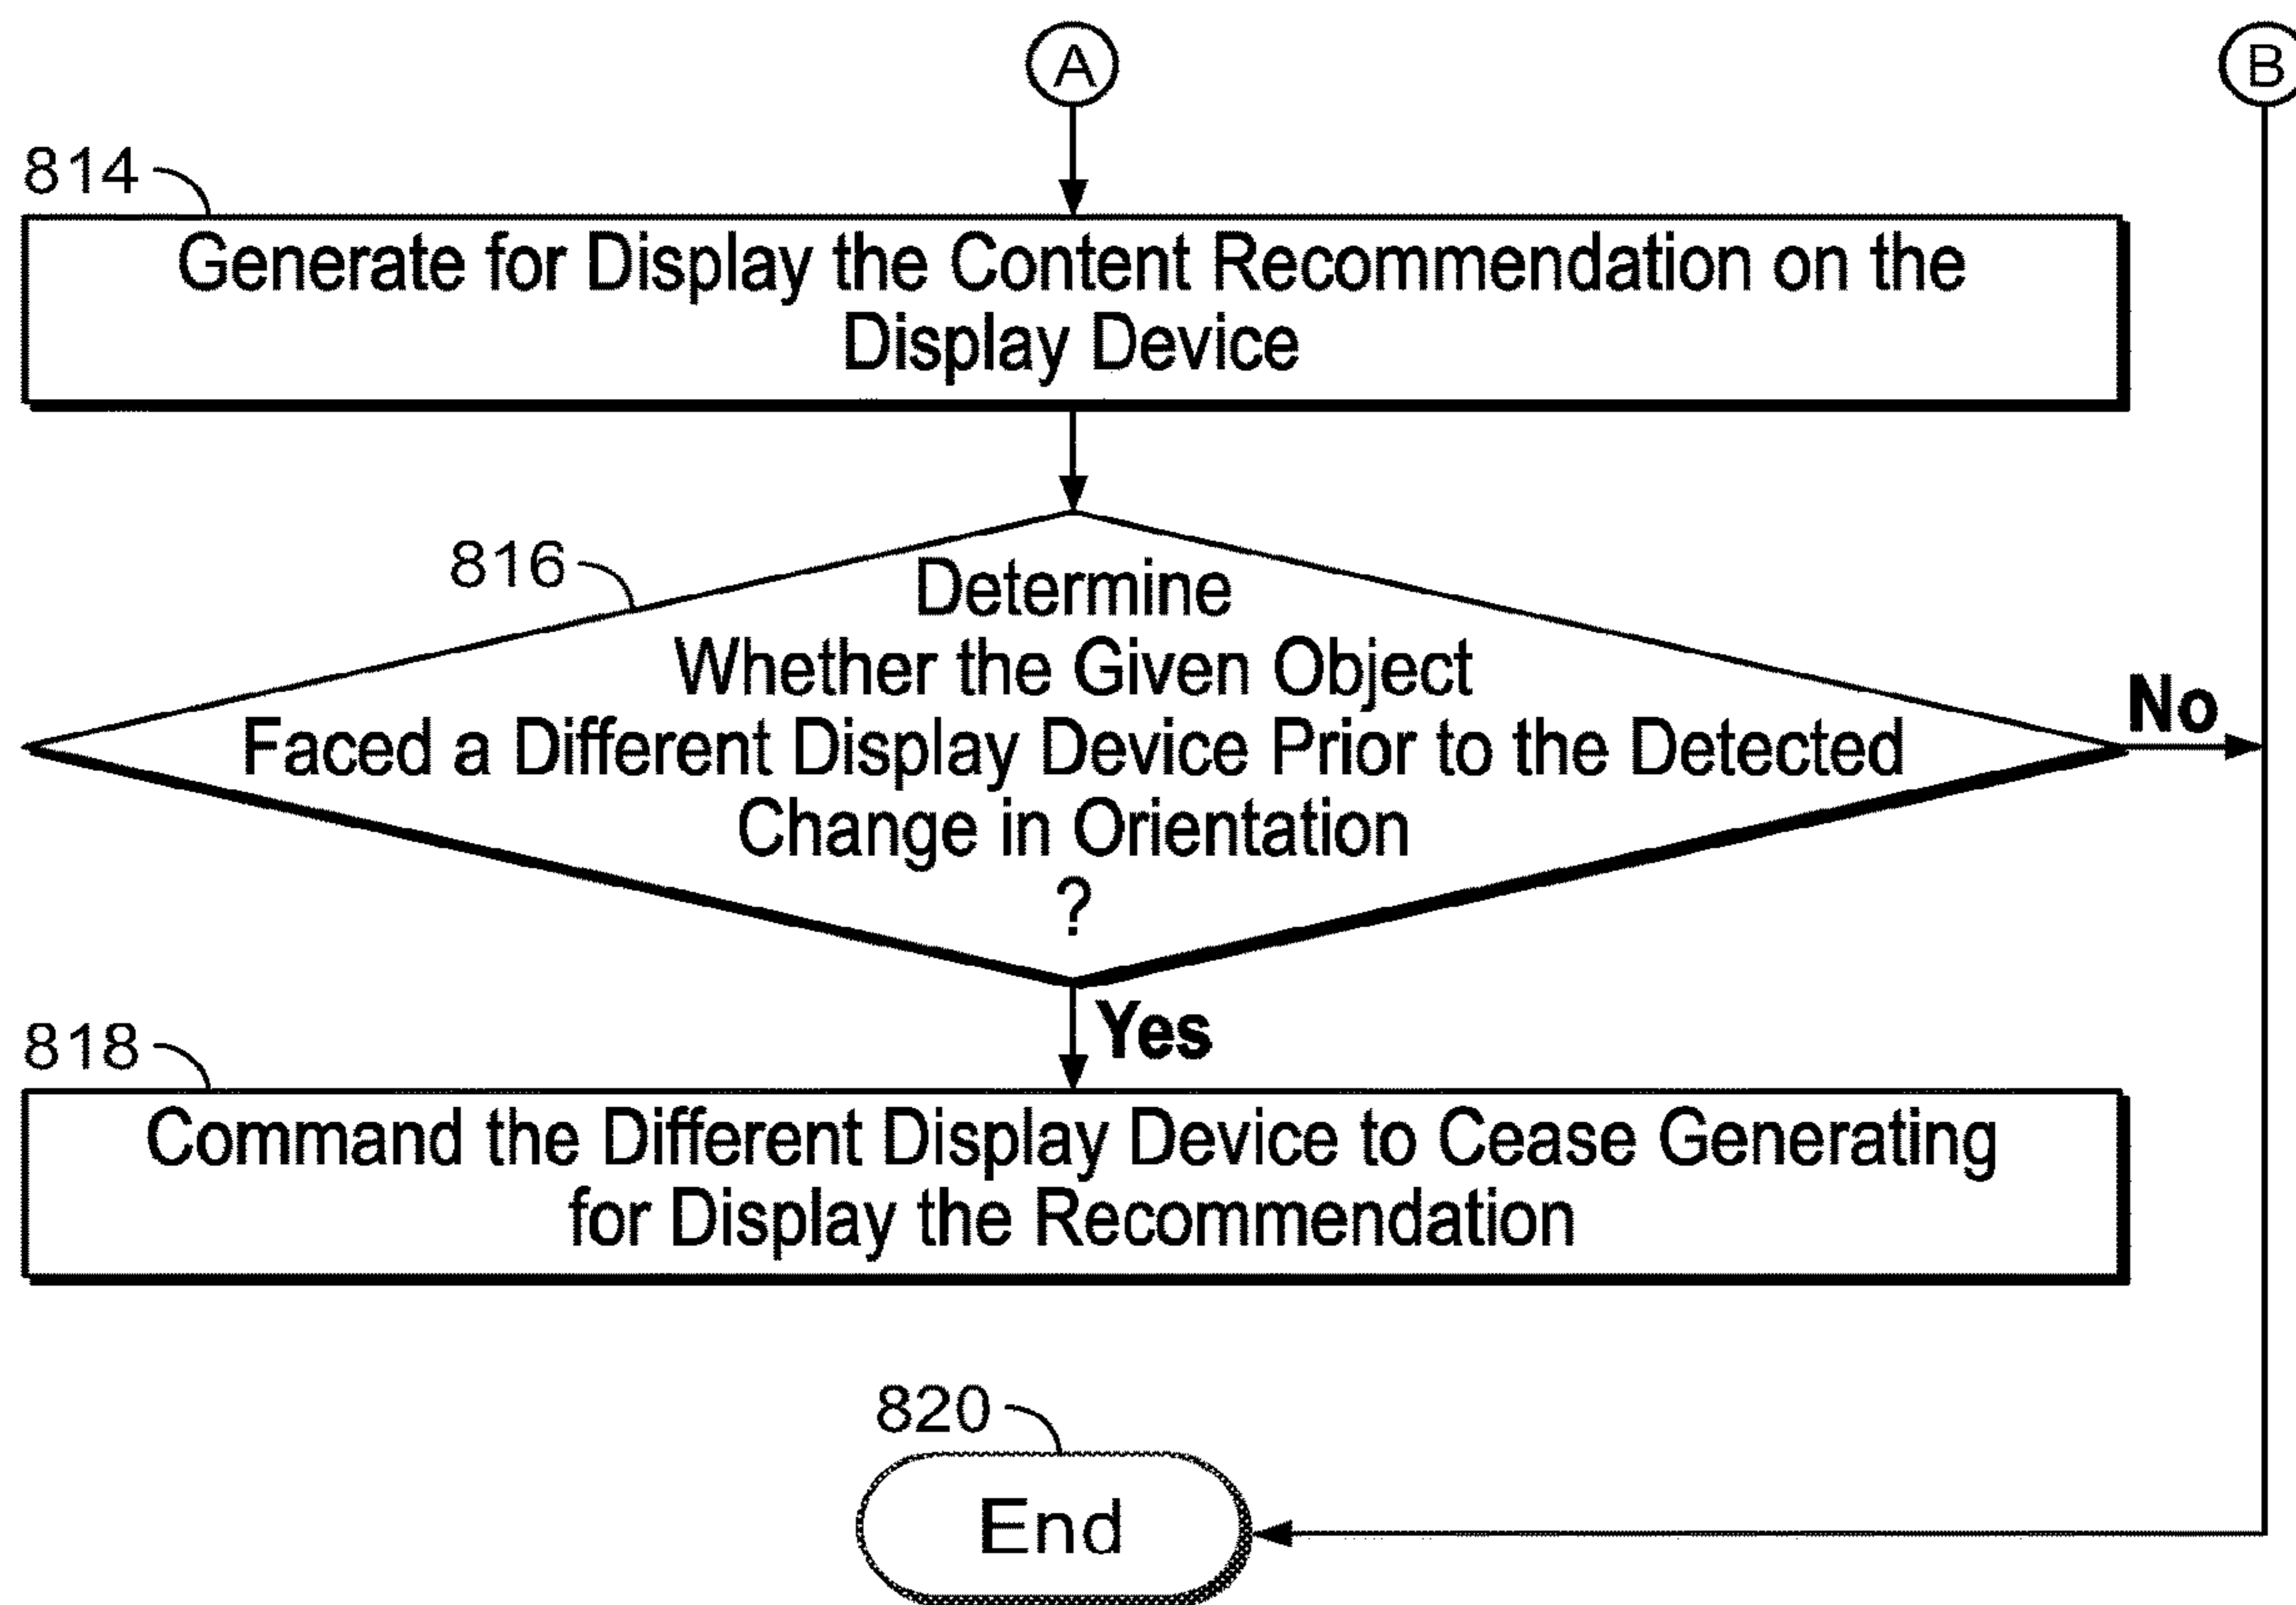 A
B
814
Generate for Display the Content Recommendation on the
Display Device
816
Determine
Whether the Given Object
Faced a Different Display Device Prior to the Detected
Change in Orientation
?
No
Yes
818
Command the Different Display Device to Cease Generating
for Display the Recommendation
820
End